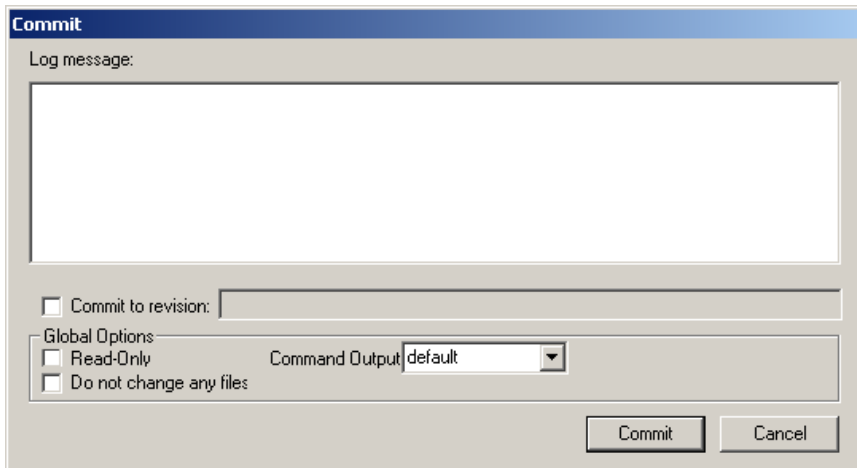 Commit
Log message:
Commit to revision:
Global Options
Read-Only Command Output default
Do not change any files
Commit Cancel